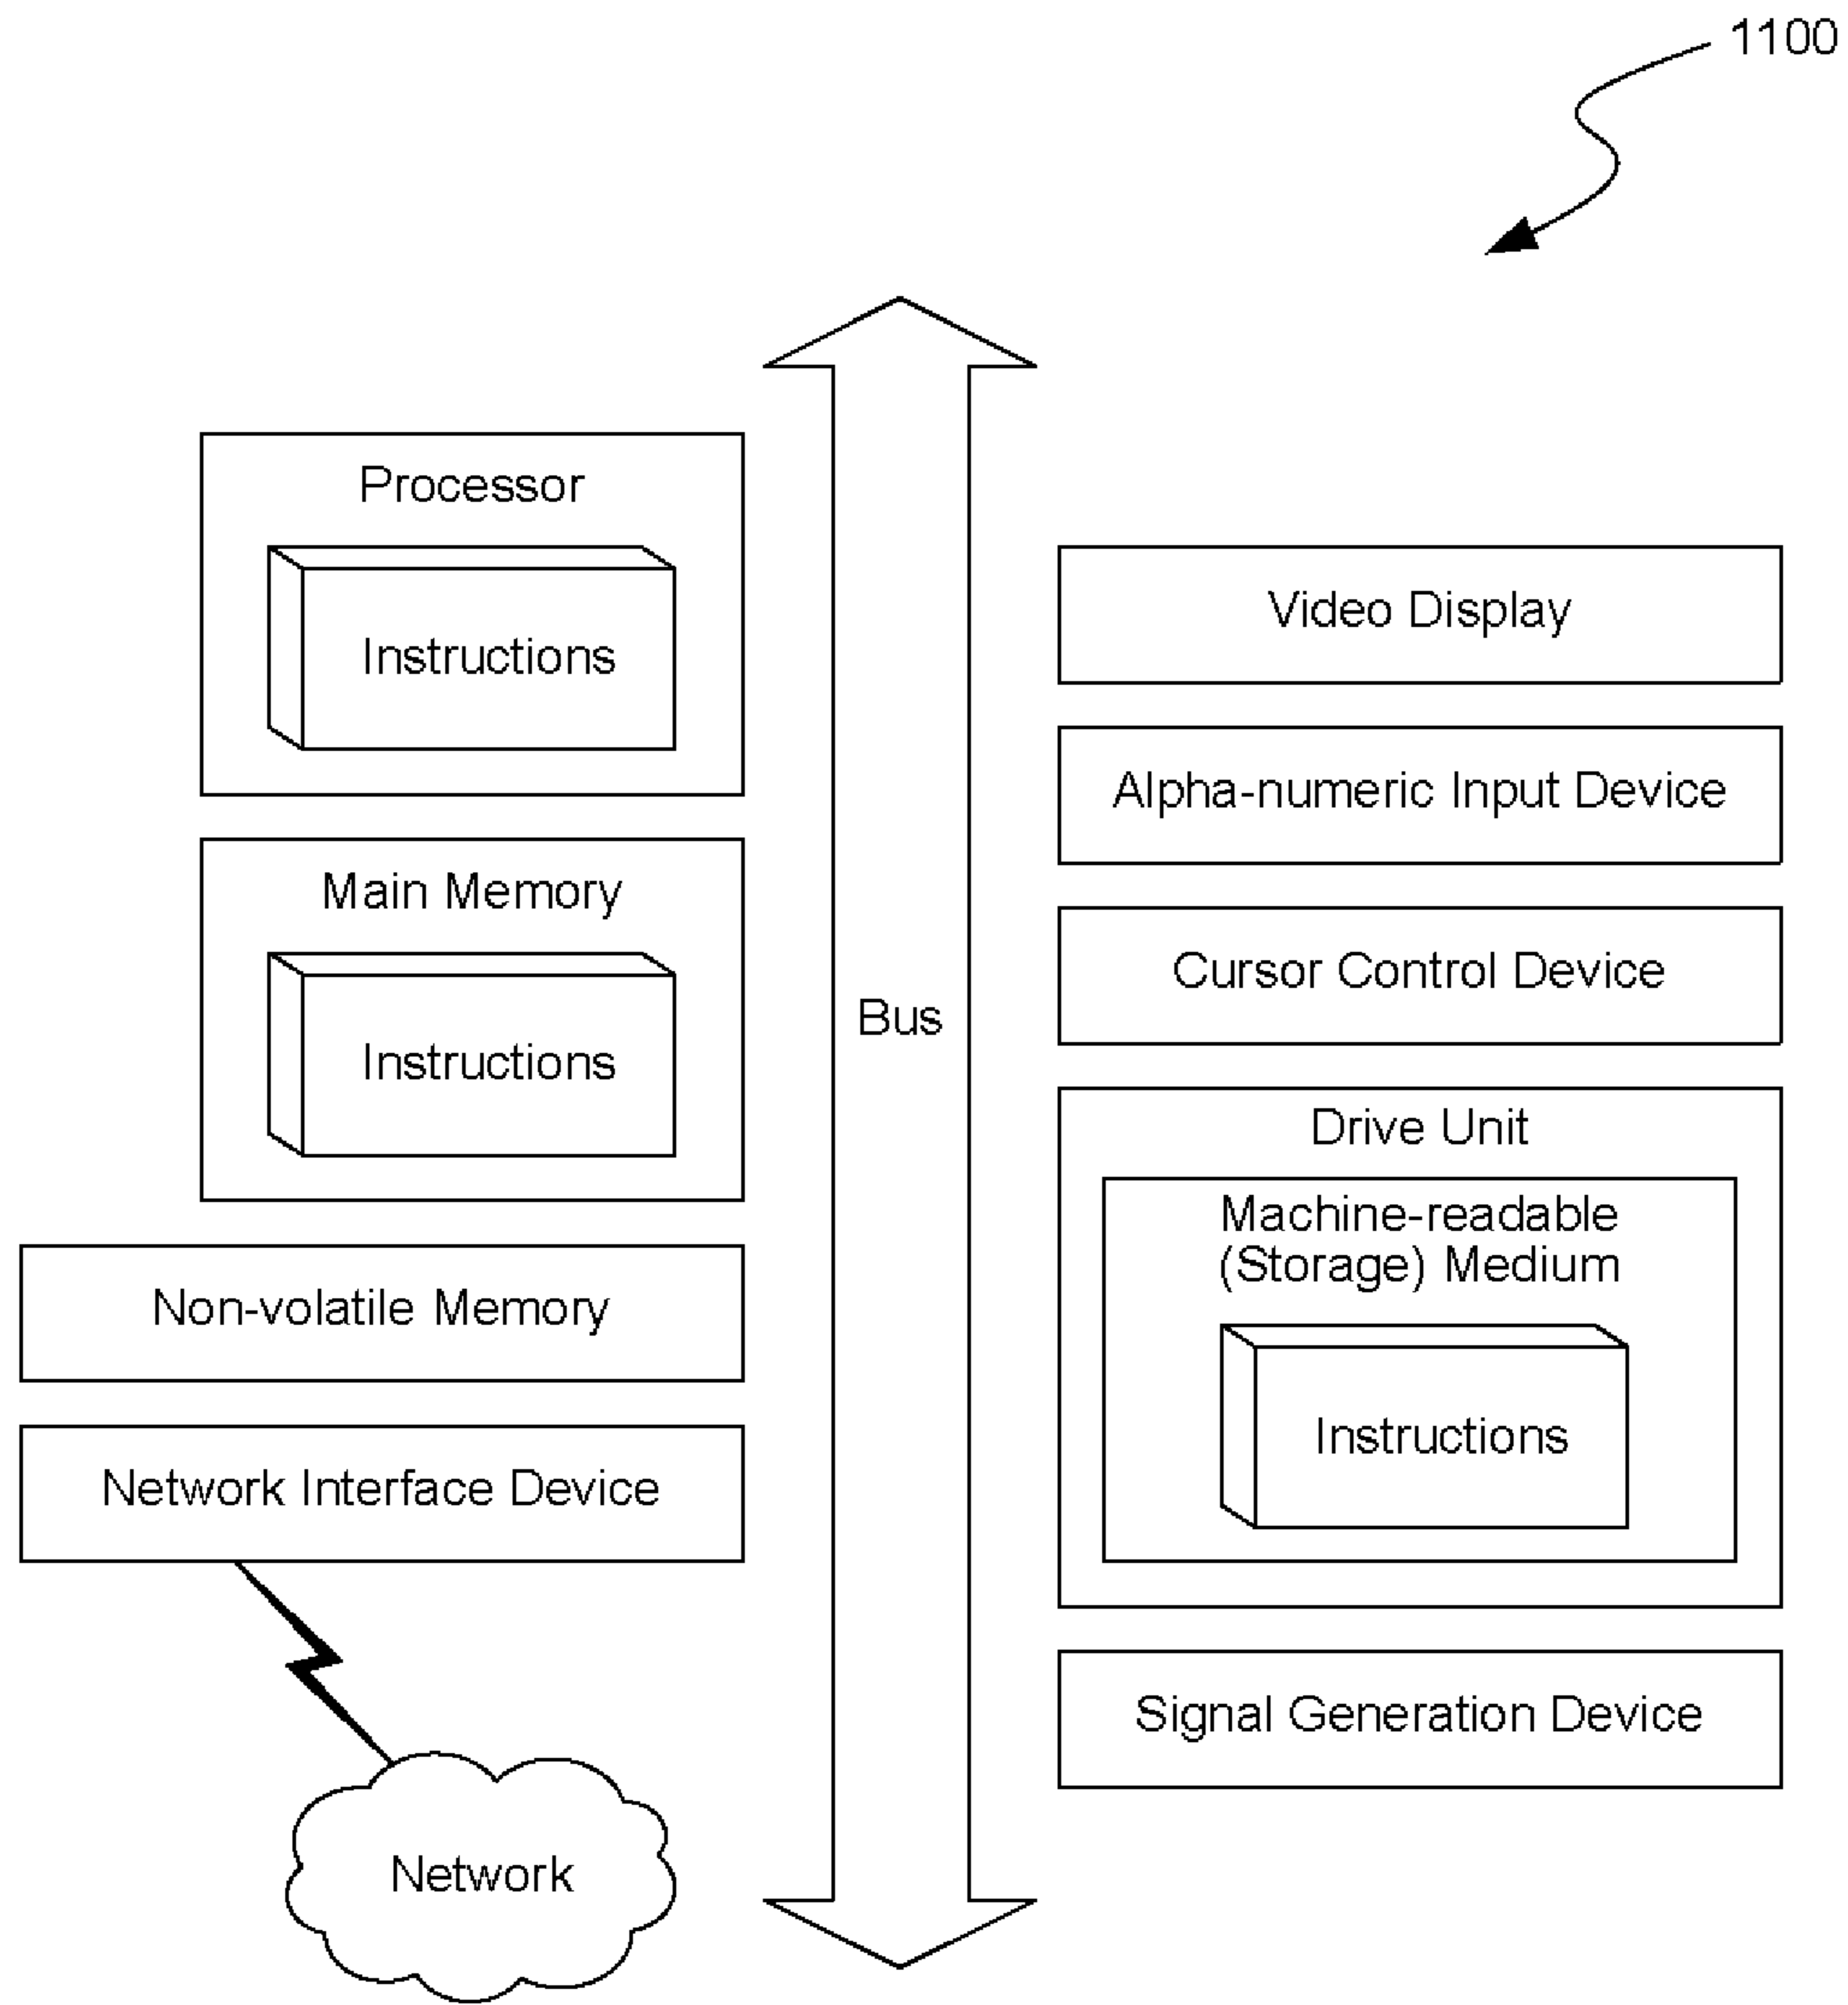 1100
Processor
Instructions
Main Memory
Instructions
Non-volatile Memory
Network Interface Device
Network
Bus
Video Display
Alpha-numeric Input Device
Cursor Control Device
Drive Unit
Machine-readable
(Storage) Medium
Instructions
Signal Generation Device